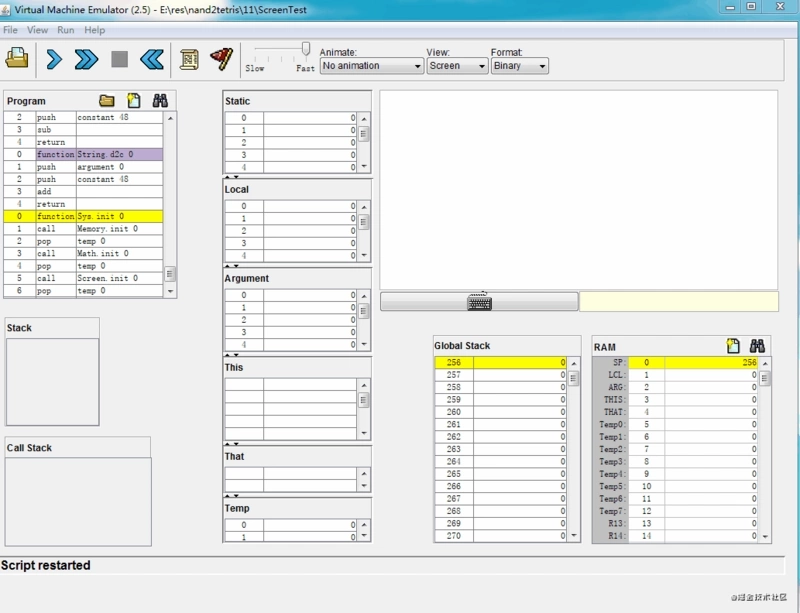 Virtual Machine Emulator (2.5) - E:\res\nand2tetris\11\ScreenTest
File View Run Help
Slow Fast
Animate: View: Format:
No animation Screen Binary
Program
2 push constant 48
3 sub
4 return
0 function String.d2c 0
1 push argument 0
2 push constant 48
3 add
4 return
0 function Sys.init 0
1 call Memory.init 0
2 pop temp 0
3 call Math.init 0
4 pop temp 0
5 call Screen.init 0
6 pop temp 0
Stack
Call Stack
Static
0 0
1 0
2 0
3 0
4 0
Local
0 0
1 0
2 0
3 0
4 0
Argument
0 0
1 0
2 0
3 0
4 0
This
That
Temp
0 0
1 0
Global Stack
256 0
257 0
258 0
259 0
260 0
261 0
262 0
263 0
264 0
265 0
266 0
267 0
268 0
269 0
270 0
RAM
SP: 0 256
LCL: 1 0
ARG: 2 0
THIS: 3 0
THAT: 4 0
Temp0: 5 0
Temp1: 6 0
Temp2: 7 0
Temp3: 8 0
Temp4: 9 0
Temp5: 10 0
Temp6: 11 0
Temp7: 12 0
R13: 13 0
R14: 14 0
Script restarted
@掘金技术社区